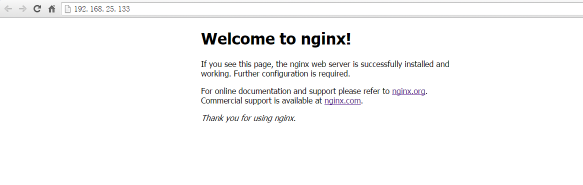 192.168.25.133
Welcome to nginx!
If you see this page, the nginx web server is successfully installed and
working. Further configuration is required.
For online documentation and support please refer to nginx.org.
Commercial support is available at nginx.com.
Thank you for using nginx.